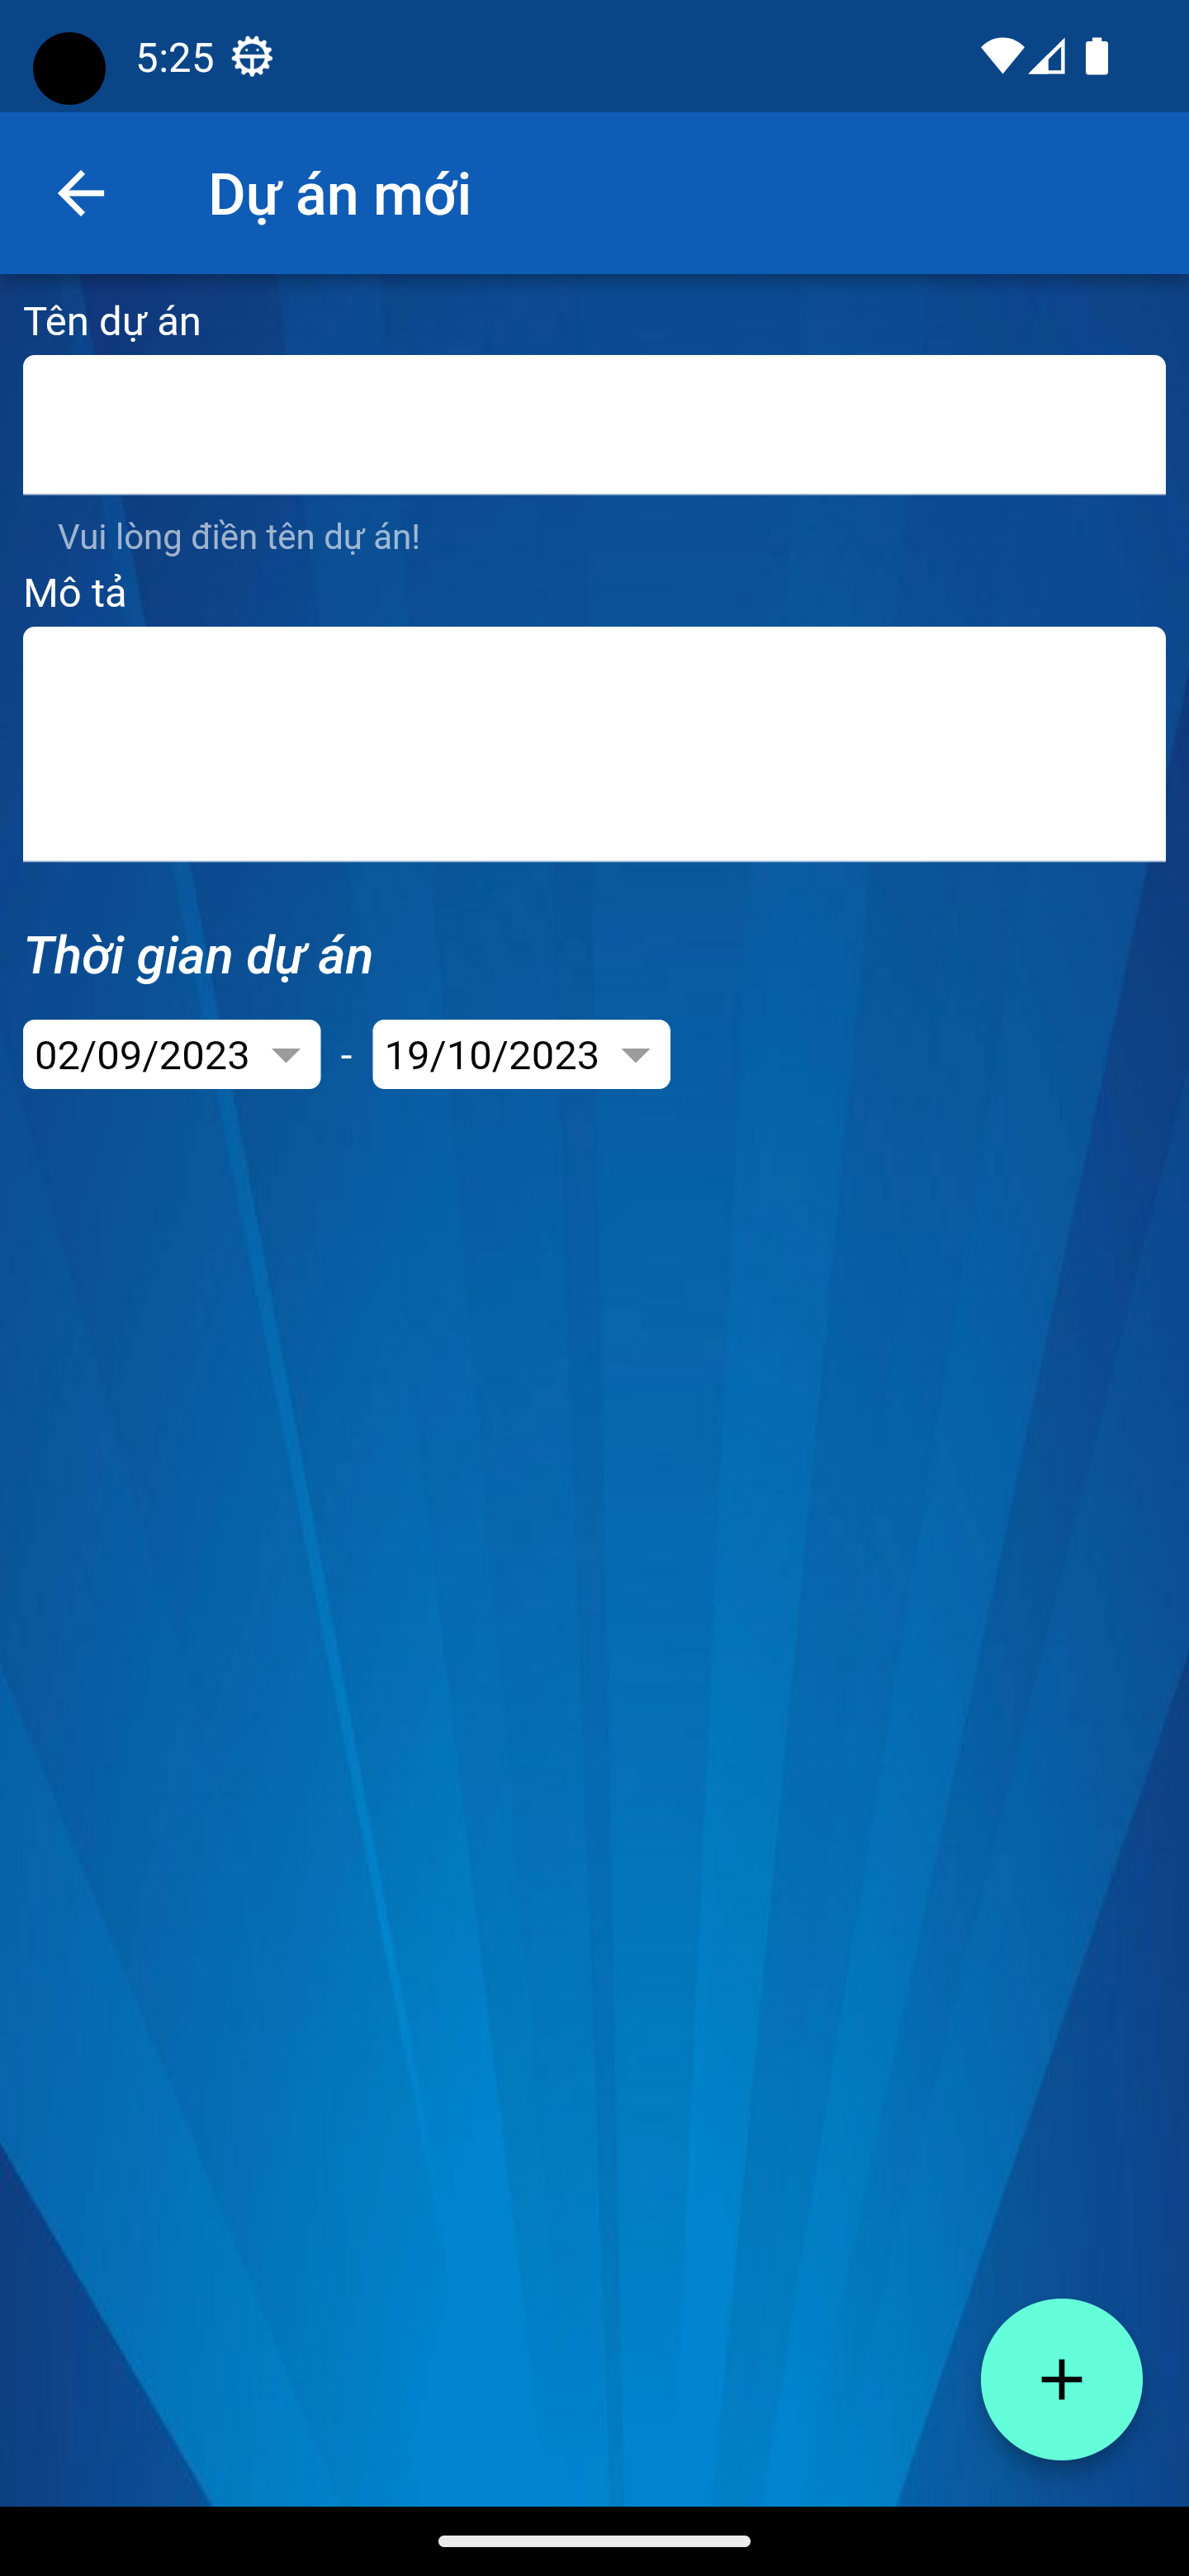 5:25
Dự án mới
Tên dự án
Vui lòng điền tên dự án!
Mô tả
Thời gian dự án
02/09/2023 - 19/10/2023